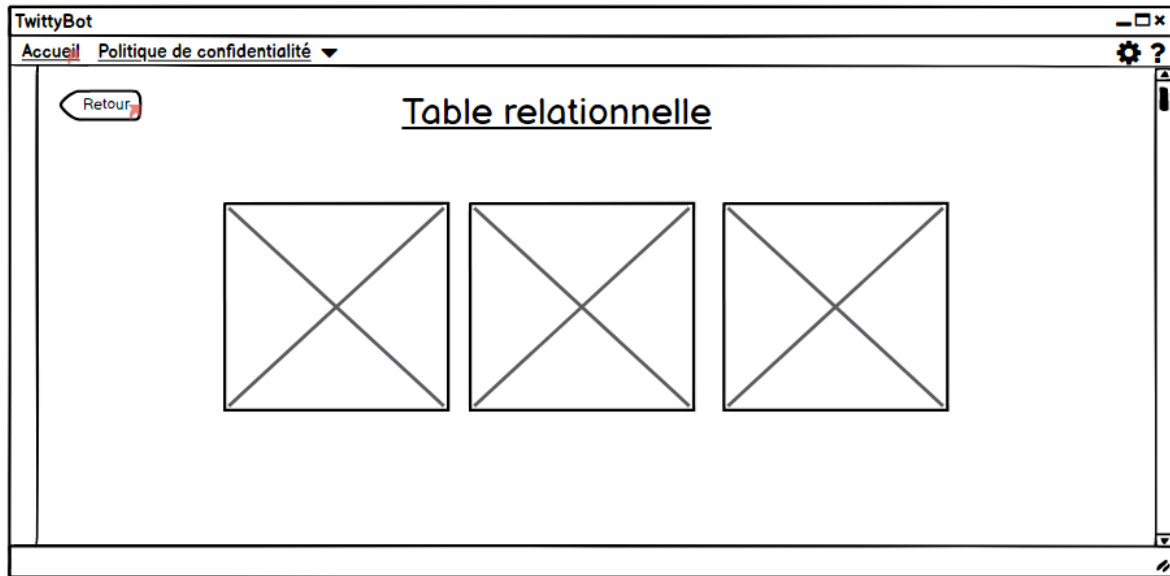 TwittyBot
Accueil Politique de confidentialité
?
Retour
Table relationnelle